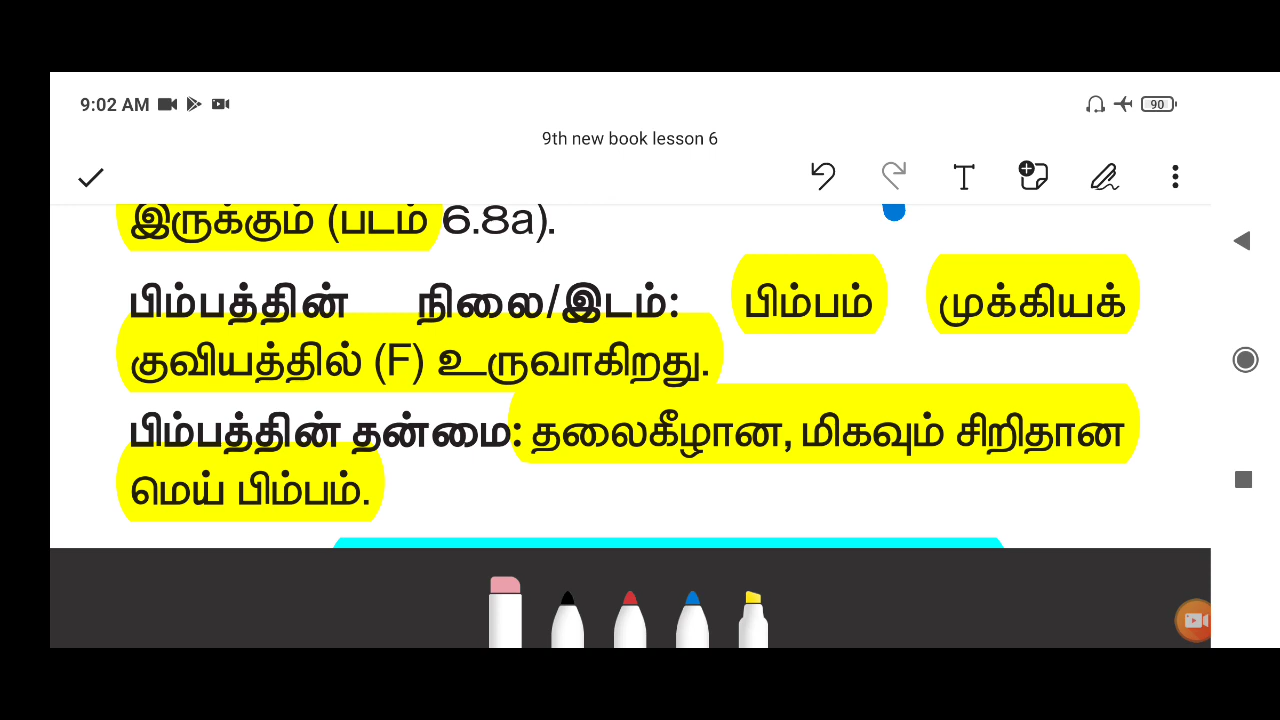 9:02 AM
90
9th new book lesson 6
T
இருக்கும் (படம் 6.8a).
பிம்பத்தின் நிலை/இடம்: பிம்பம் முக்கியக்
குவியத்தில் (F) உருவாகிறது.
பிம்பத்தின் தன்மை: தலைகீழான, மிகவும் சிறிதான
மெய் பிம்பம்.